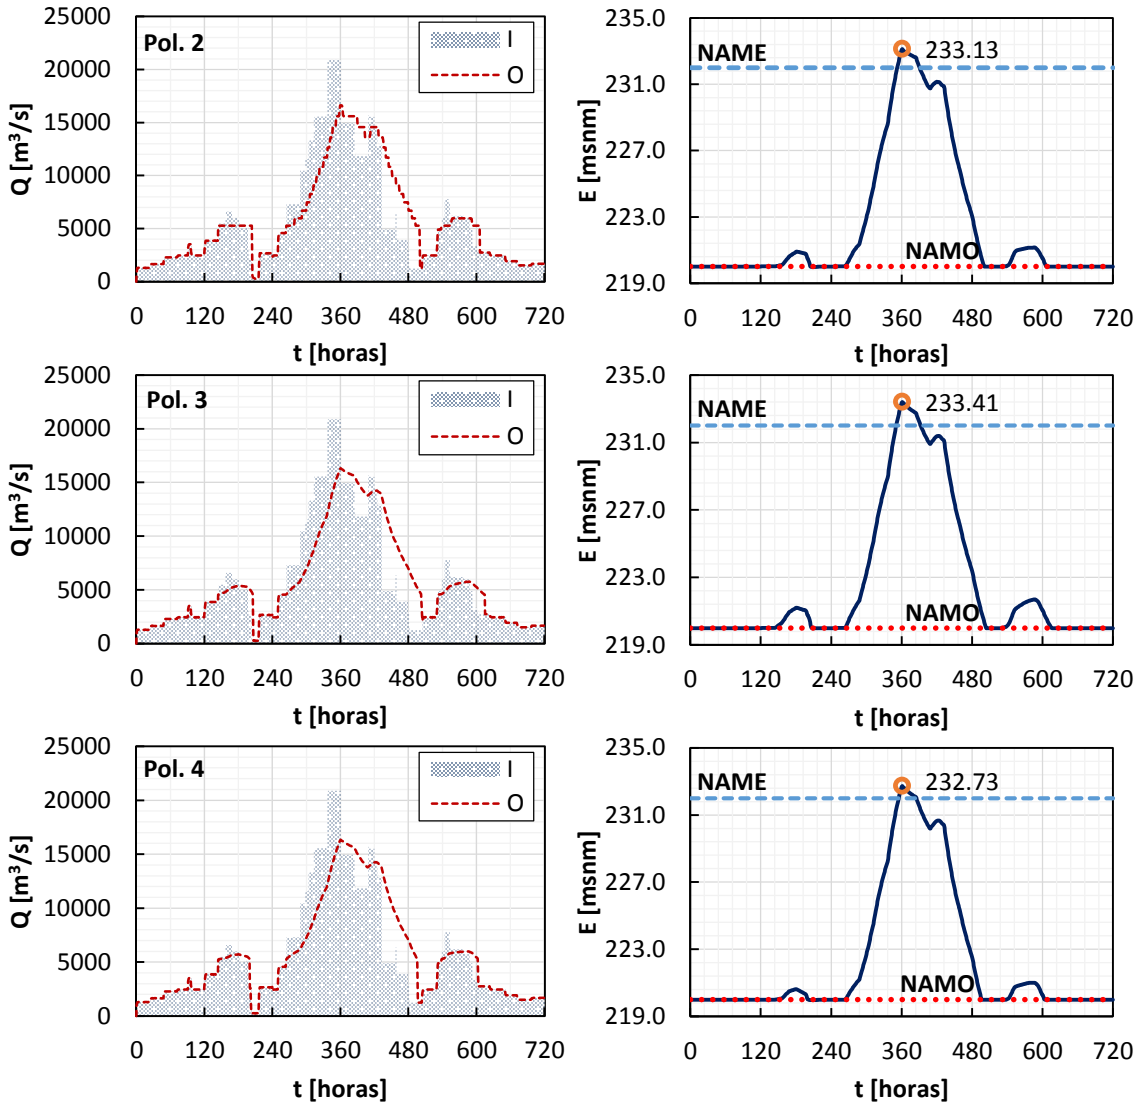 Pol. 2
I
O
25000
20000
15000
10000
5000
0
Q [m³/s]
0 120 240 360 480 600 720
t [horas]
235.0
231.0
227.0
223.0
219.0
E [msnm]
NAME
233.13
NAMO
0 120 240 360 480 600 720
t [horas]
Pol. 3
I
O
25000
20000
15000
10000
5000
0
Q [m³/s]
0 120 240 360 480 600 720
t [horas]
235.0
231.0
227.0
223.0
219.0
E [msnm]
NAME
233.41
NAMO
0 120 240 360 480 600 720
t [horas]
Pol. 4
I
O
25000
20000
15000
10000
5000
0
Q [m³/s]
0 120 240 360 480 600 720
t [horas]
235.0
231.0
227.0
223.0
219.0
E [msnm]
NAME
232.73
NAMO
0 120 240 360 480 600 720
t [horas]